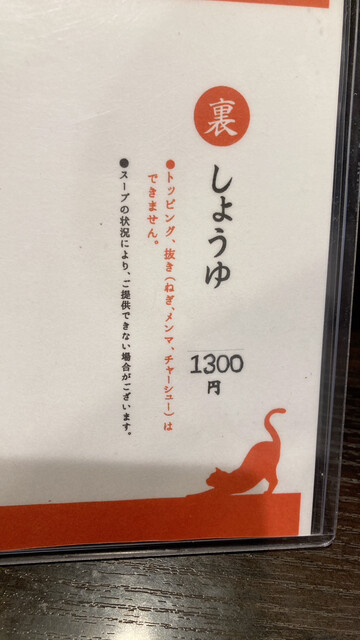 裏
しょうゆ
1300
円
●トッピング、抜き（ねぎ、メンマ、チャーシュー）は
できません。
●スープの状況により、ご提供できない場合がございます。